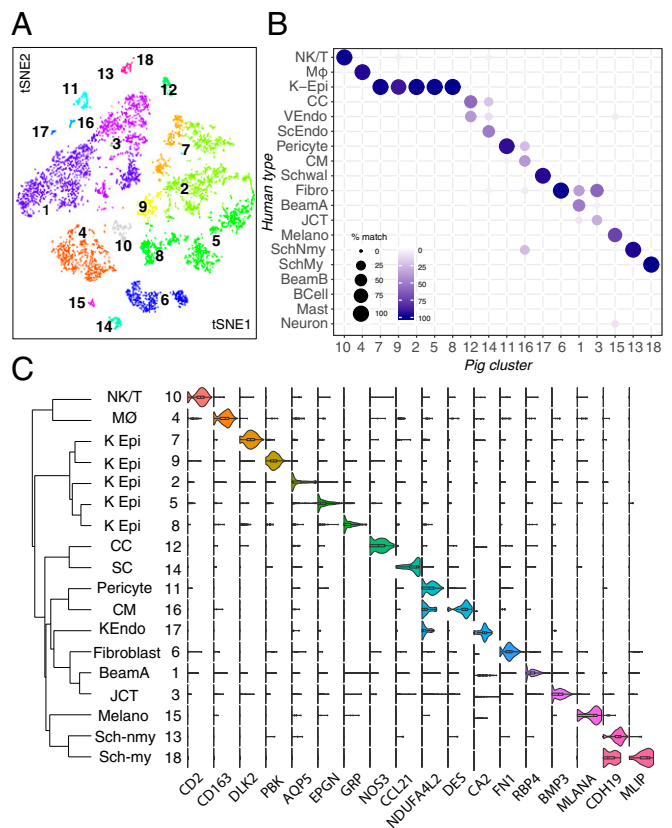 A
tSNE2
18
13
12
11
16
17
3
7
1
2
9
4
10
8
5
6
15
14
tSNE1
B
Human type
NK/T
Mφ
K-Epi
CC
VEndo
ScEndo
Pericyte
CM
Schwal
Fibro
BeamA
JCT
Melano
SchNmy
SchMy
BeamB
BCell
Mast
Neuron
% match
0
25
50
75
100
0
25
50
75
100
10 4 7 9 2 5 8 12 14 11 16 17 6 1 3 15 13 18
Pig cluster
C
NK/T 10
MØ 4
K Epi 7
K Epi 9
K Epi 2
K Epi 5
K Epi 8
CC 12
SC 14
Pericyte 11
CM 16
KEndo 17
Fibroblast 6
BeamA 1
JCT 3
Melano 15
Sch-nmy 13
Sch-my 18
CD2 CD163 DLK2 PBK AQP5 EPGN GRP NOS3 CCL21 NDUFA4L2 DES CA2 FN1 RBP4 BMP3 MLANA CDH19 MLIP